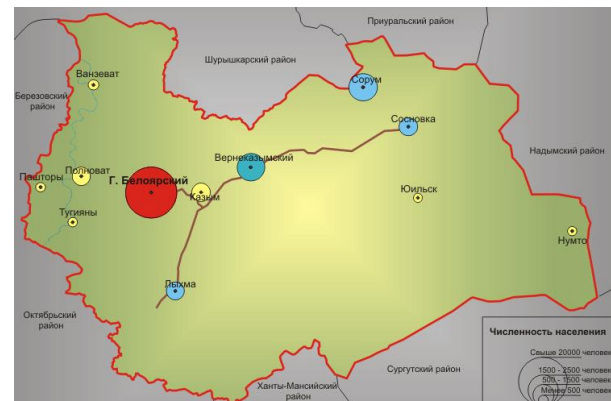 Приуральский район
Шурышкарский район
Ванзеват
Сорум
Березовский
район
Сосновка
Надымский район
Вернеказымский
Полноват
Г. Белоярский
Пашторы
Казым
Юильск
Тугияны
Нумто
Лыхма
Октябрьский
район
Численность населения
Свыше 20000 человек
1500 - 2500 человек
500 - 1500 человек
Менее 500 человек
Сургутский район
Ханты-Мансийский
район